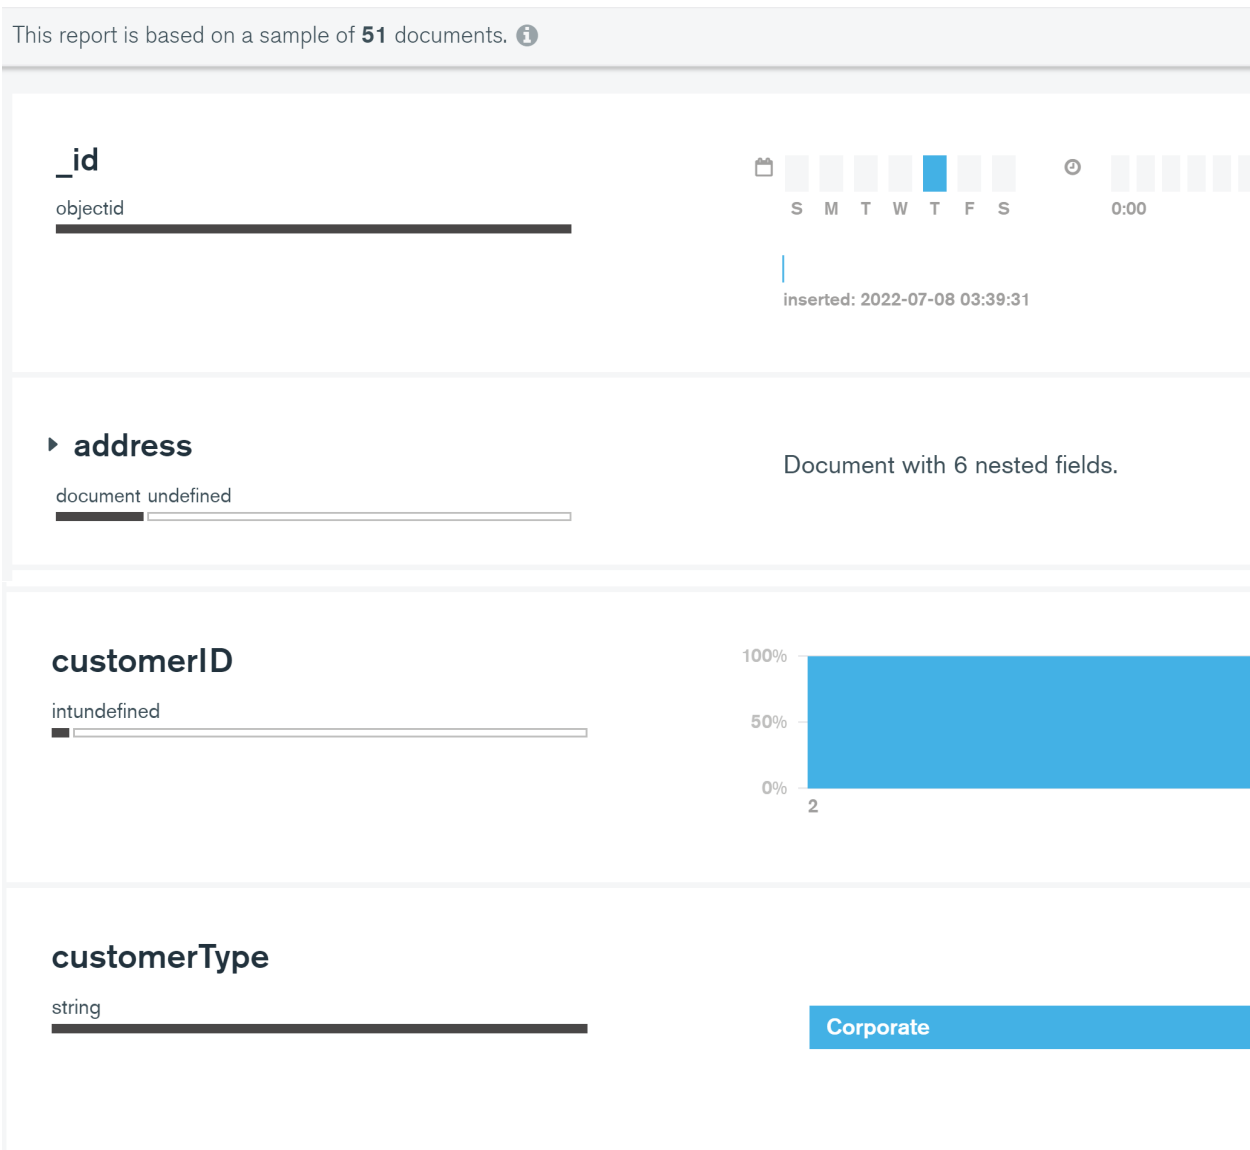 This report is based on a sample of 51 documents.
_id
objectid
S M T W T F S
0:00
inserted: 2022-07-08 03:39:31
address
document undefined
Document with 6 nested fields.
customerID
intundefined
100%
50%
0%
2
customerType
string
Corporate